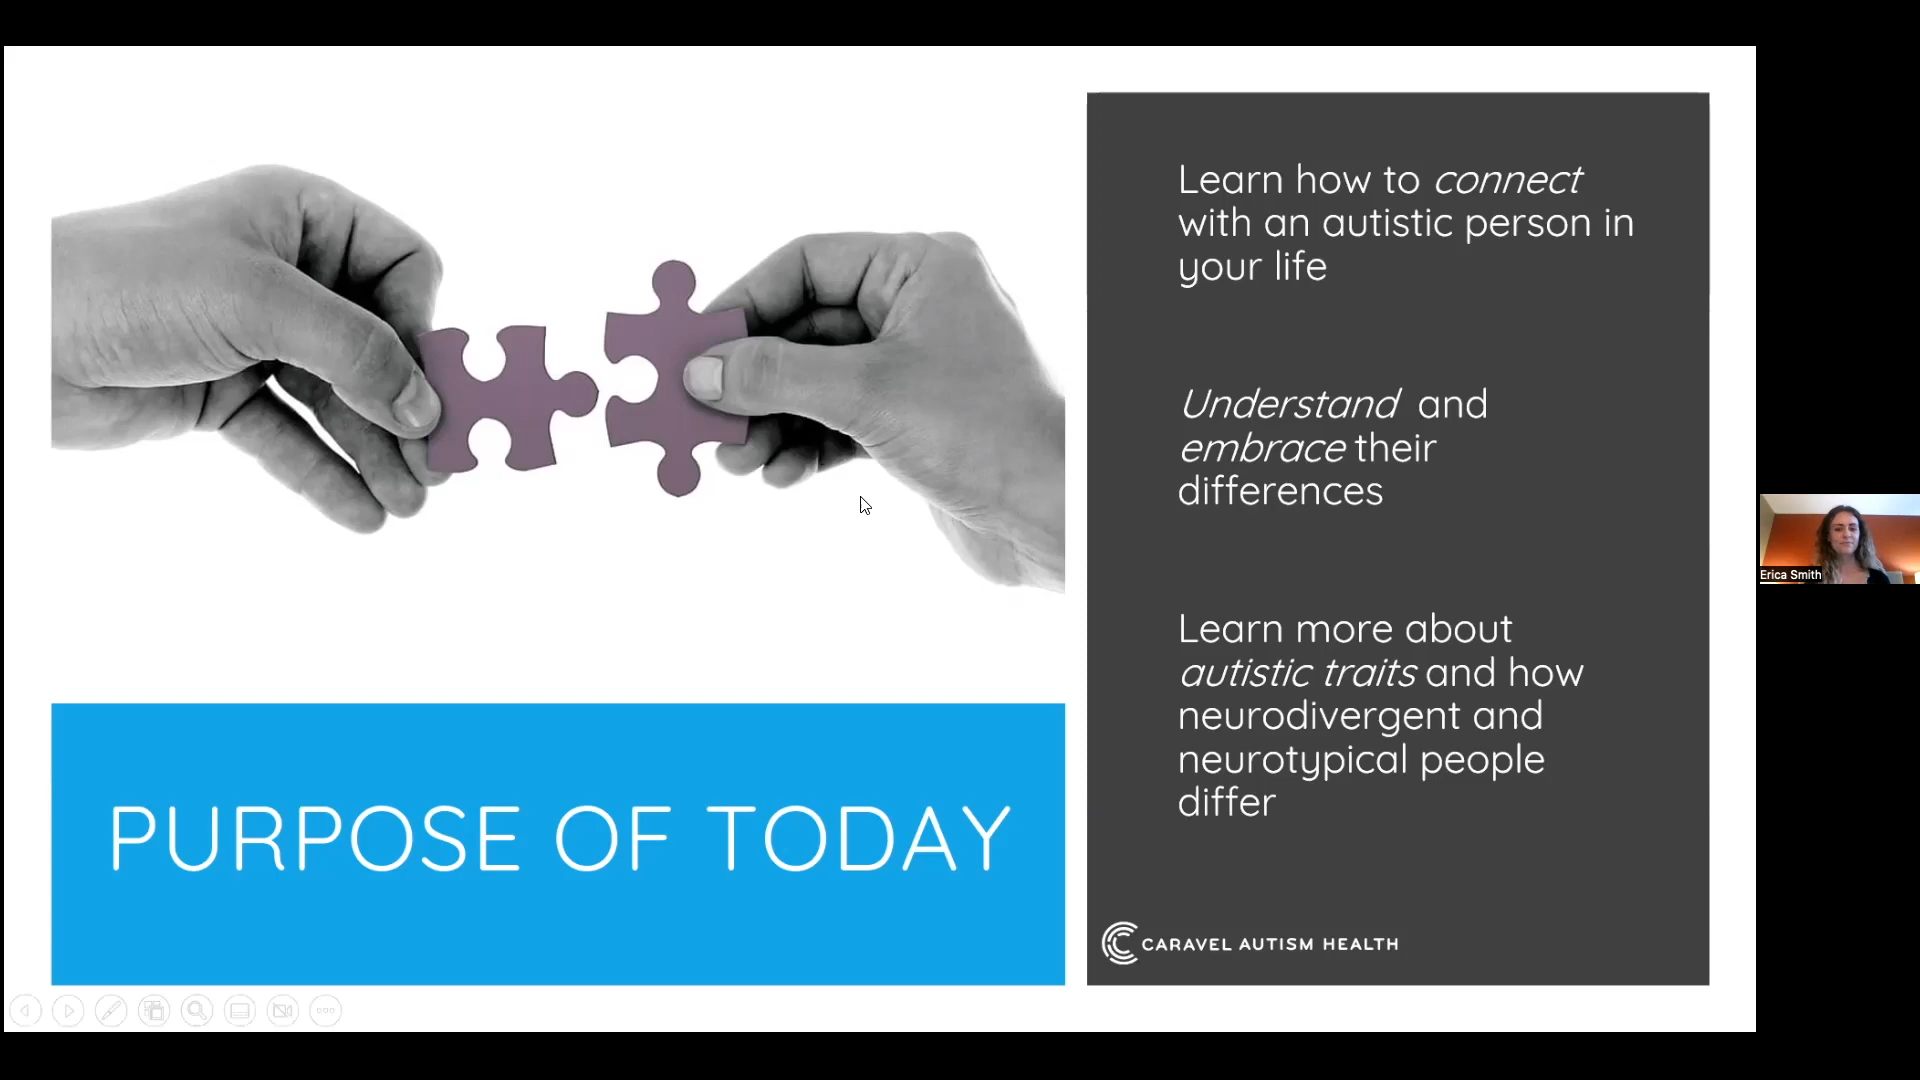 Learn how to connect
with an autistic person in
your life
Understand and
embrace their
differences
Learn more about
autistic traits and how
neurodivergent and
neurotypical people
differ
PURPOSE OF TODAY
CARAVEL AUTISM HEALTH
Erica Smith